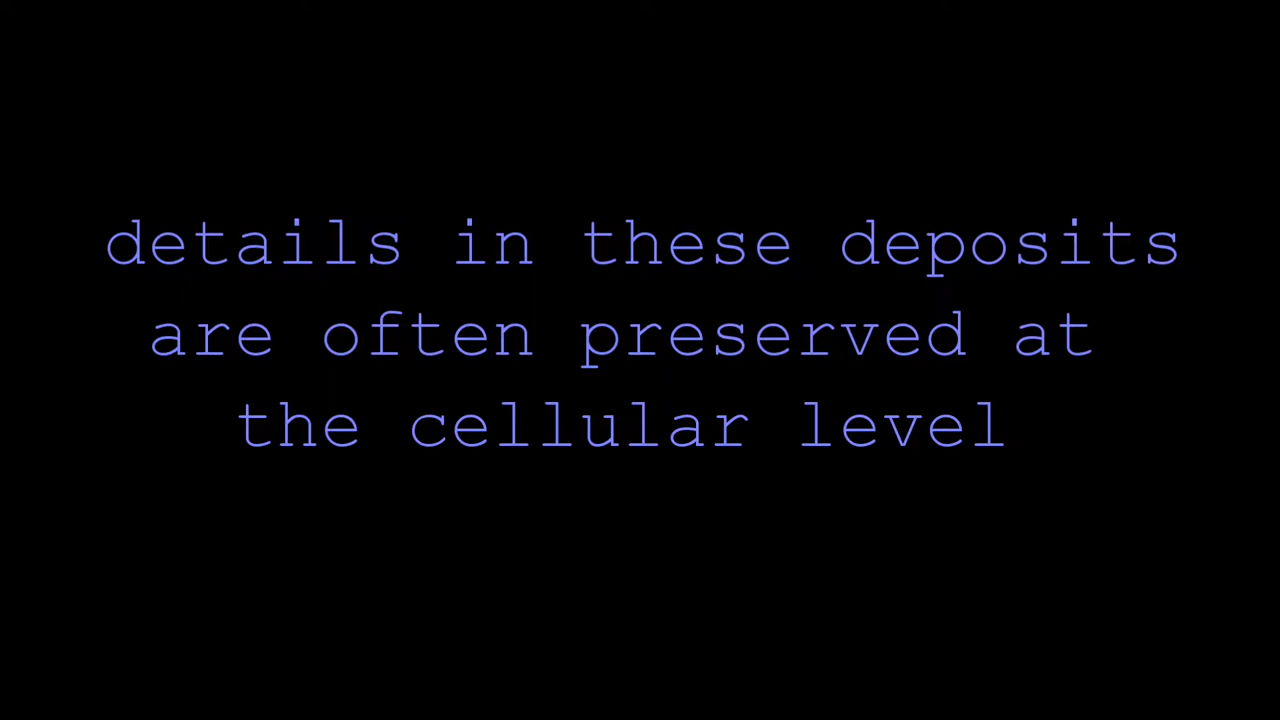 details in these deposits
are often preserved at
the cellular level